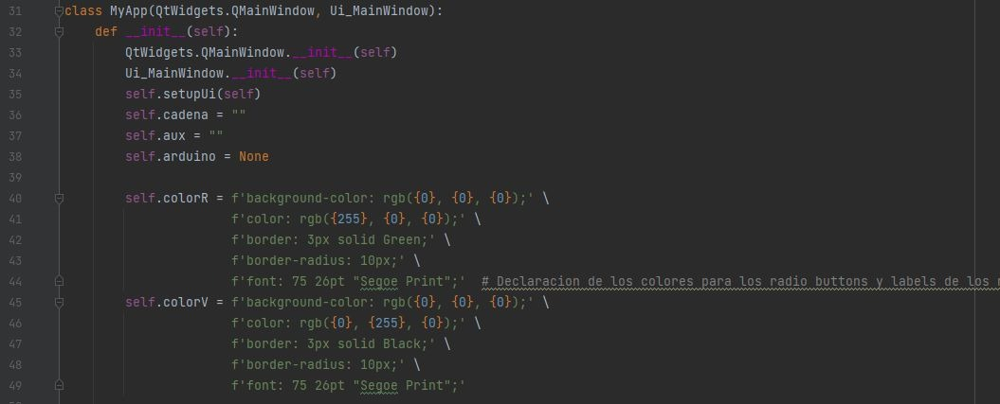 31 class MyApp(QtWidgets.QMainWindow, Ui_MainWindow):
32     def __init__(self):
33         QtWidgets.QMainWindow.__init__(self)
34         Ui_MainWindow.__init__(self)
35         self.setupUi(self)
36         self.cadena = ""
37         self.aux = ""
38         self.arduino = None
39
40         self.colorR = f'background-color: rgb({0}, {0}, {0});' \
41                       f'color: rgb({255}, {0}, {0});' \
42                       f'border: 3px solid Green;' \
43                       f'border-radius: 10px;' \
44                       f'font: 75 26pt "Segoe Print";'  # Declaracion de los colores para los radio buttons y labels de los
45         self.colorV = f'background-color: rgb({0}, {0}, {0});' \
46                       f'color: rgb({0}, {255}, {0});' \
47                       f'border: 3px solid Black;' \
48                       f'border-radius: 10px;' \
49                       f'font: 75 26pt "Segoe Print";'